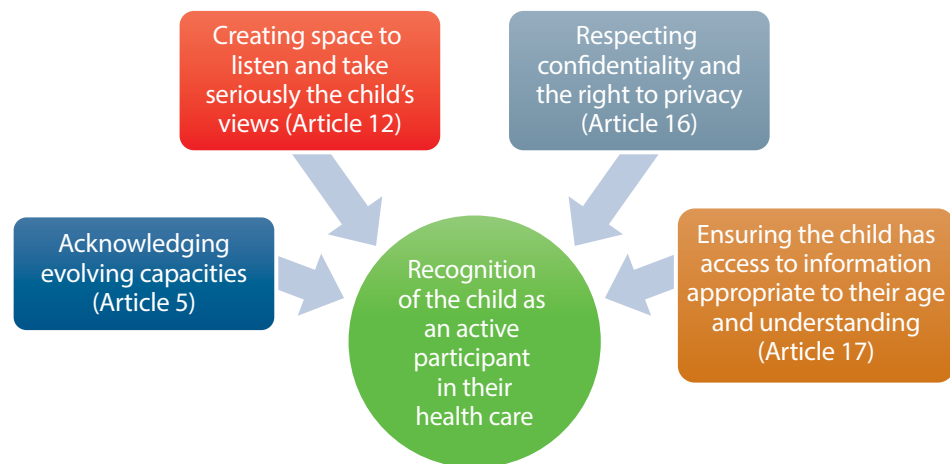 Creating space to
listen and take
seriously the child’s
views (Article 12)
Respecting
confidentiality and
the right to privacy
(Article 16)
Acknowledging
evolving capacities
(Article 5)
Recognition
of the child as
an active
participant
in their
health care
Ensuring the child has
access to information
appropriate to their age
and understanding
(Article 17)